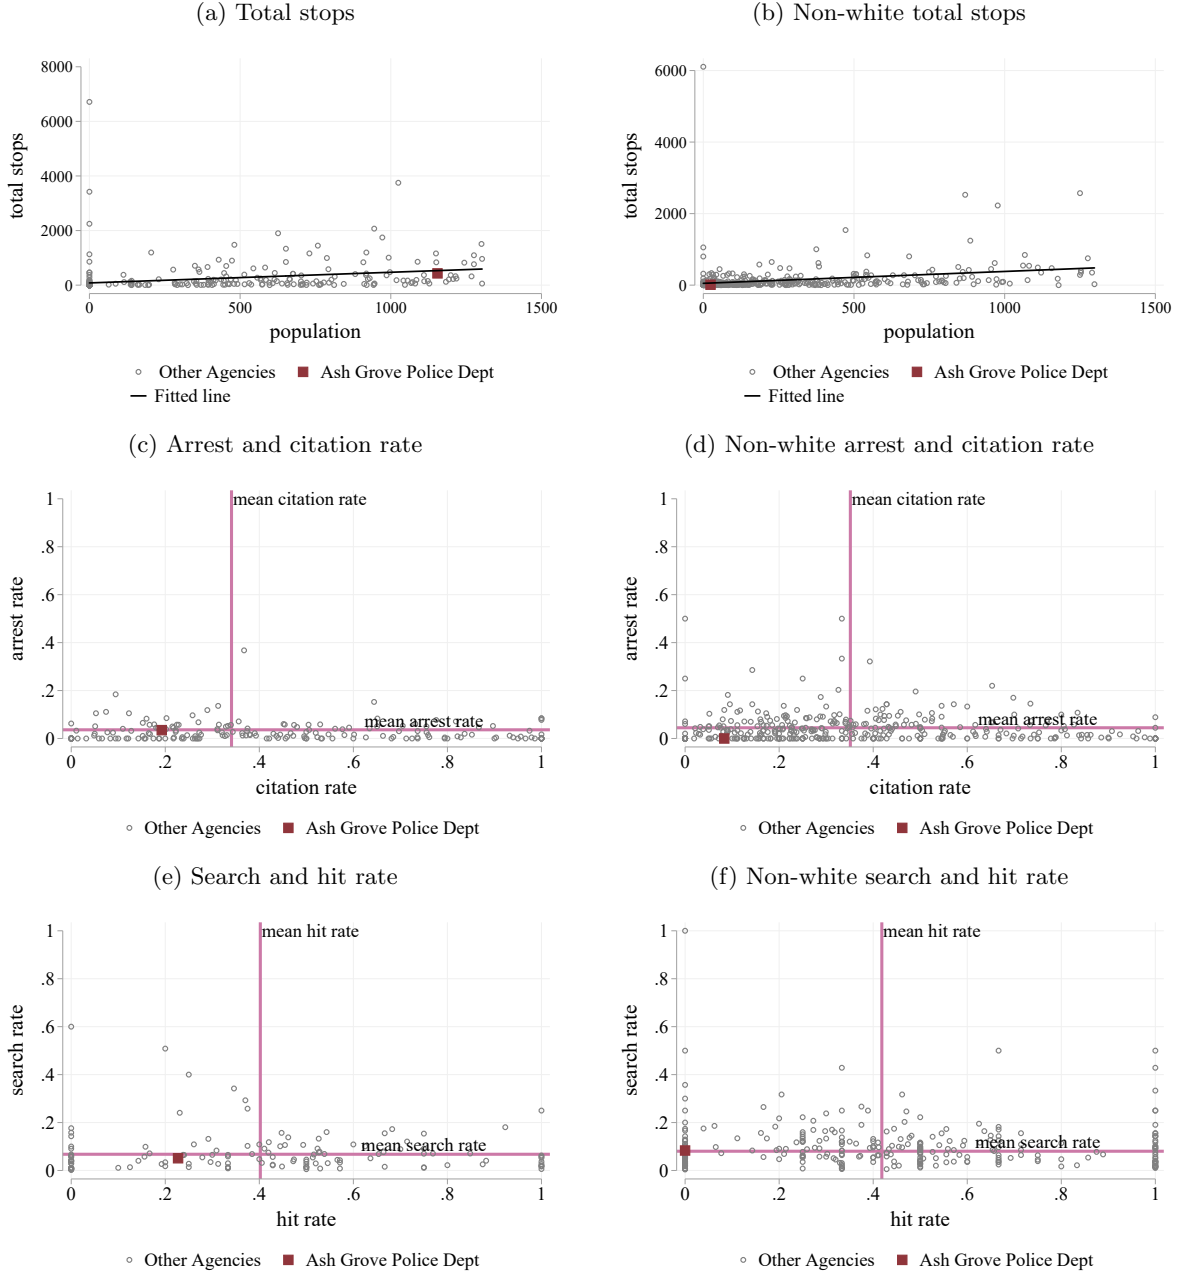 (a) Total stops
8000
6000
4000
2000
0
total stops
0 500 1000 1500
population
Other Agencies Ash Grove Police Dept
Fitted line
(b) Non-white total stops
6000
4000
2000
0
total stops
0 500 1000 1500
population
Other Agencies Ash Grove Police Dept
Fitted line
(c) Arrest and citation rate
mean citation rate
1
.8
.6
.4
.2
0
arrest rate
mean arrest rate
0 .2 .4 .6 .8 1
citation rate
Other Agencies Ash Grove Police Dept
(d) Non-white arrest and citation rate
mean citation rate
1
.8
.6
.4
.2
0
arrest rate
mean arrest rate
0 .2 .4 .6 .8 1
citation rate
Other Agencies Ash Grove Police Dept
(e) Search and hit rate
mean hit rate
1
.8
.6
.4
.2
0
search rate
mean search rate
0 .2 .4 .6 .8 1
hit rate
Other Agencies Ash Grove Police Dept
(f) Non-white search and hit rate
mean hit rate
1
.8
.6
.4
.2
0
search rate
mean search rate
0 .2 .4 .6 .8 1
hit rate
Other Agencies Ash Grove Police Dept